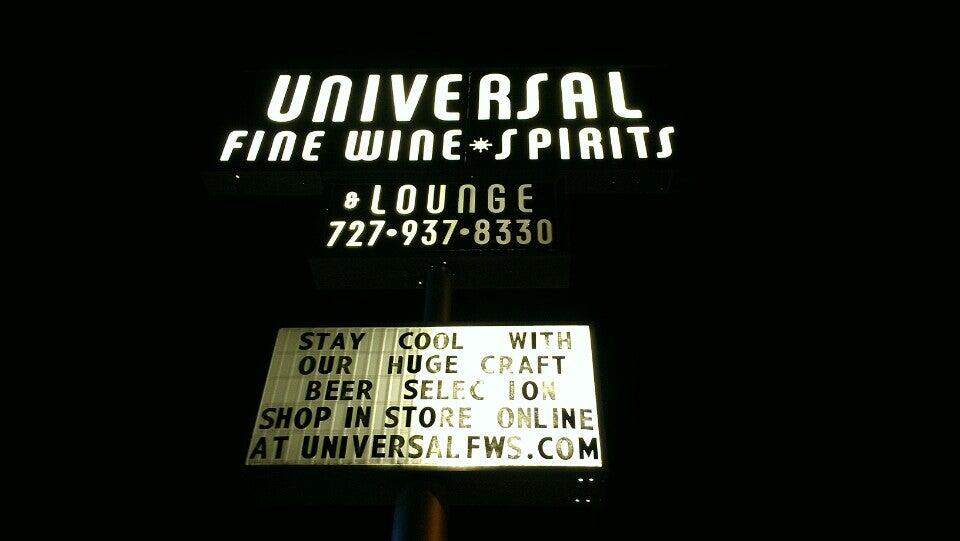 UNIVERSAL
FINE WINE * SPIRITS
& LOUNGE
727•937•8330
STAY COOL WITH
OUR HUGE CRAFT
BEER SELEC ION
SHOP IN STORE ONLINE
AT UNIVERSALFWS.COM